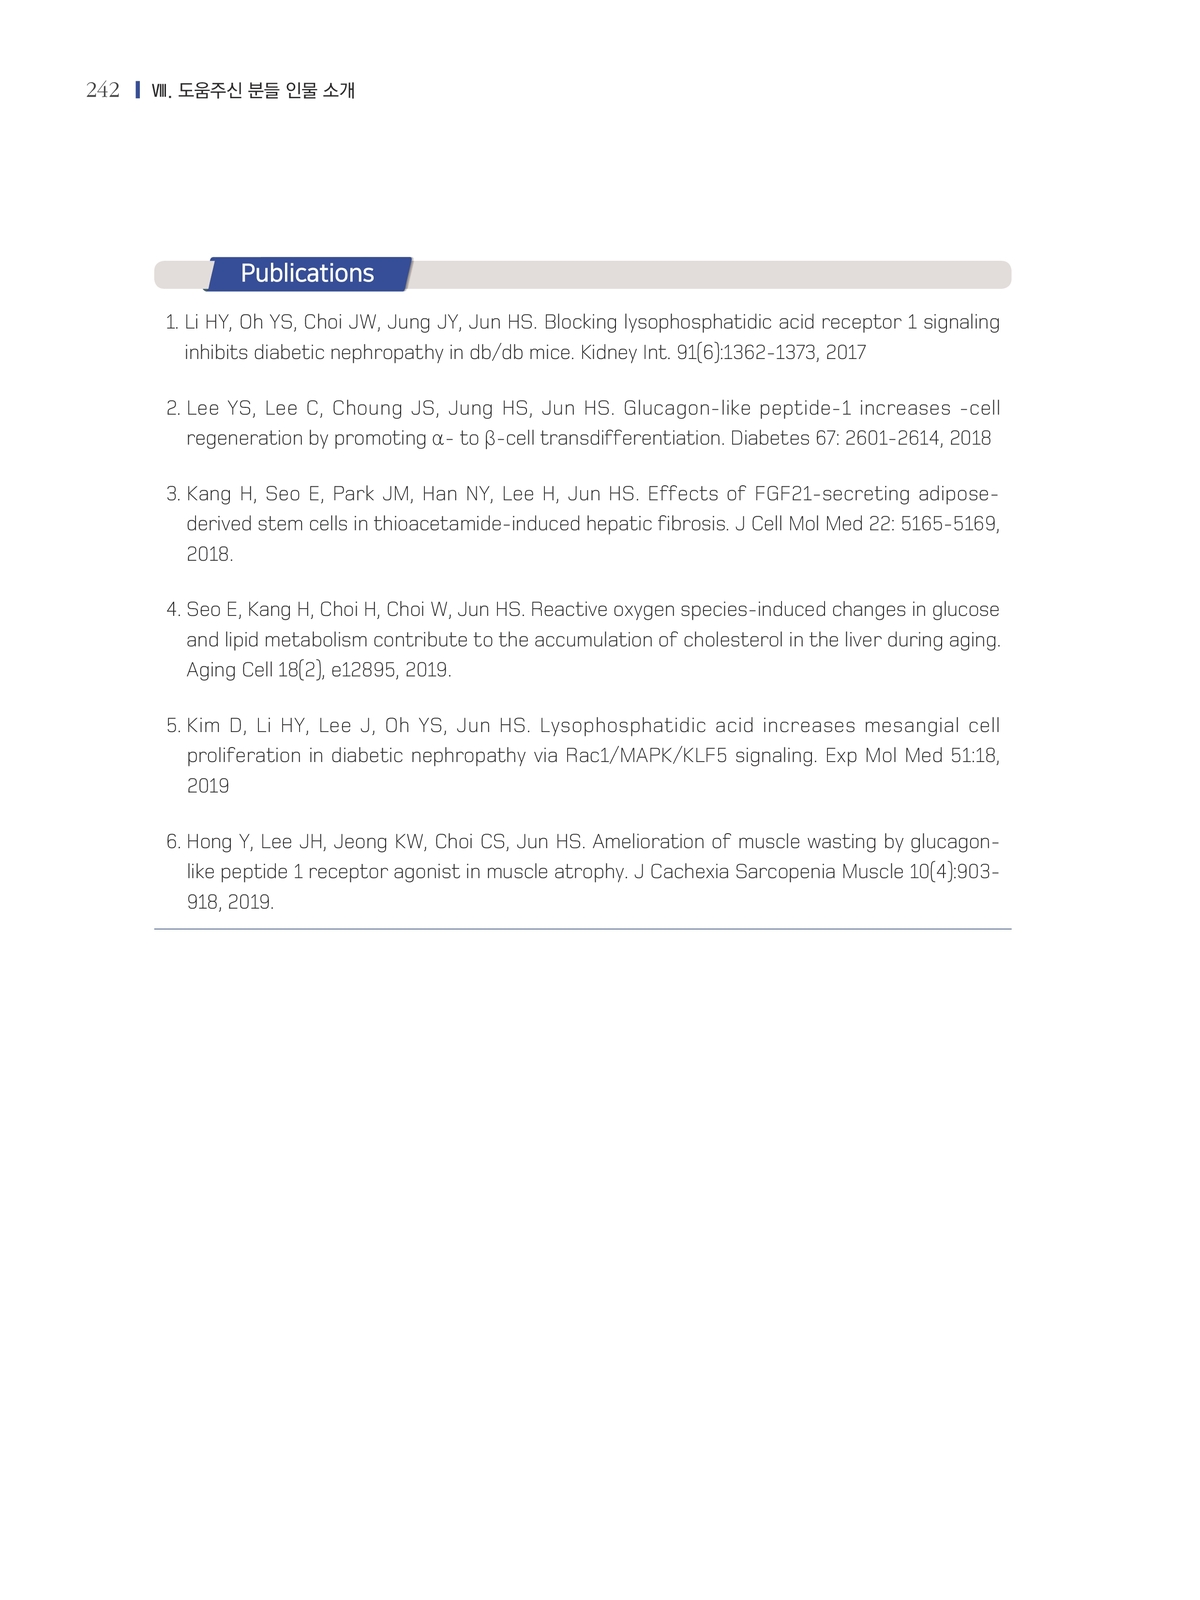 242 Ⅷ. 도움주신 분들 인물 소개
Publications
1. Li HY, Oh YS, Choi JW, Jung JY, Jun HS. Blocking lysophosphatidic acid receptor 1 signaling
inhibits diabetic nephropathy in db/db mice. Kidney Int. 91(6):1362-1373, 2017
2. Lee YS, Lee C, Choung JS, Jung HS, Jun HS. Glucagon-like peptide-1 increases -cell
regeneration by promoting α- to β-cell transdifferentiation. Diabetes 67: 2601-2614, 2018
3. Kang H, Seo E, Park JM, Han NY, Lee H, Jun HS. Effects of FGF21-secreting adipose-
derived stem cells in thioacetamide-induced hepatic fibrosis. J Cell Mol Med 22: 5165-5169,
2018.
4. Seo E, Kang H, Choi H, Choi W, Jun HS. Reactive oxygen species-induced changes in glucose
and lipid metabolism contribute to the accumulation of cholesterol in the liver during aging.
Aging Cell 18(2), e12895, 2019.
5. Kim D, Li HY, Lee J, Oh YS, Jun HS. Lysophosphatidic acid increases mesangial cell
proliferation in diabetic nephropathy via Rac1/MAPK/KLF5 signaling. Exp Mol Med 51:18,
2019
6. Hong Y, Lee JH, Jeong KW, Choi CS, Jun HS. Amelioration of muscle wasting by glucagon-
like peptide 1 receptor agonist in muscle atrophy. J Cachexia Sarcopenia Muscle 10(4):903-
918, 2019.